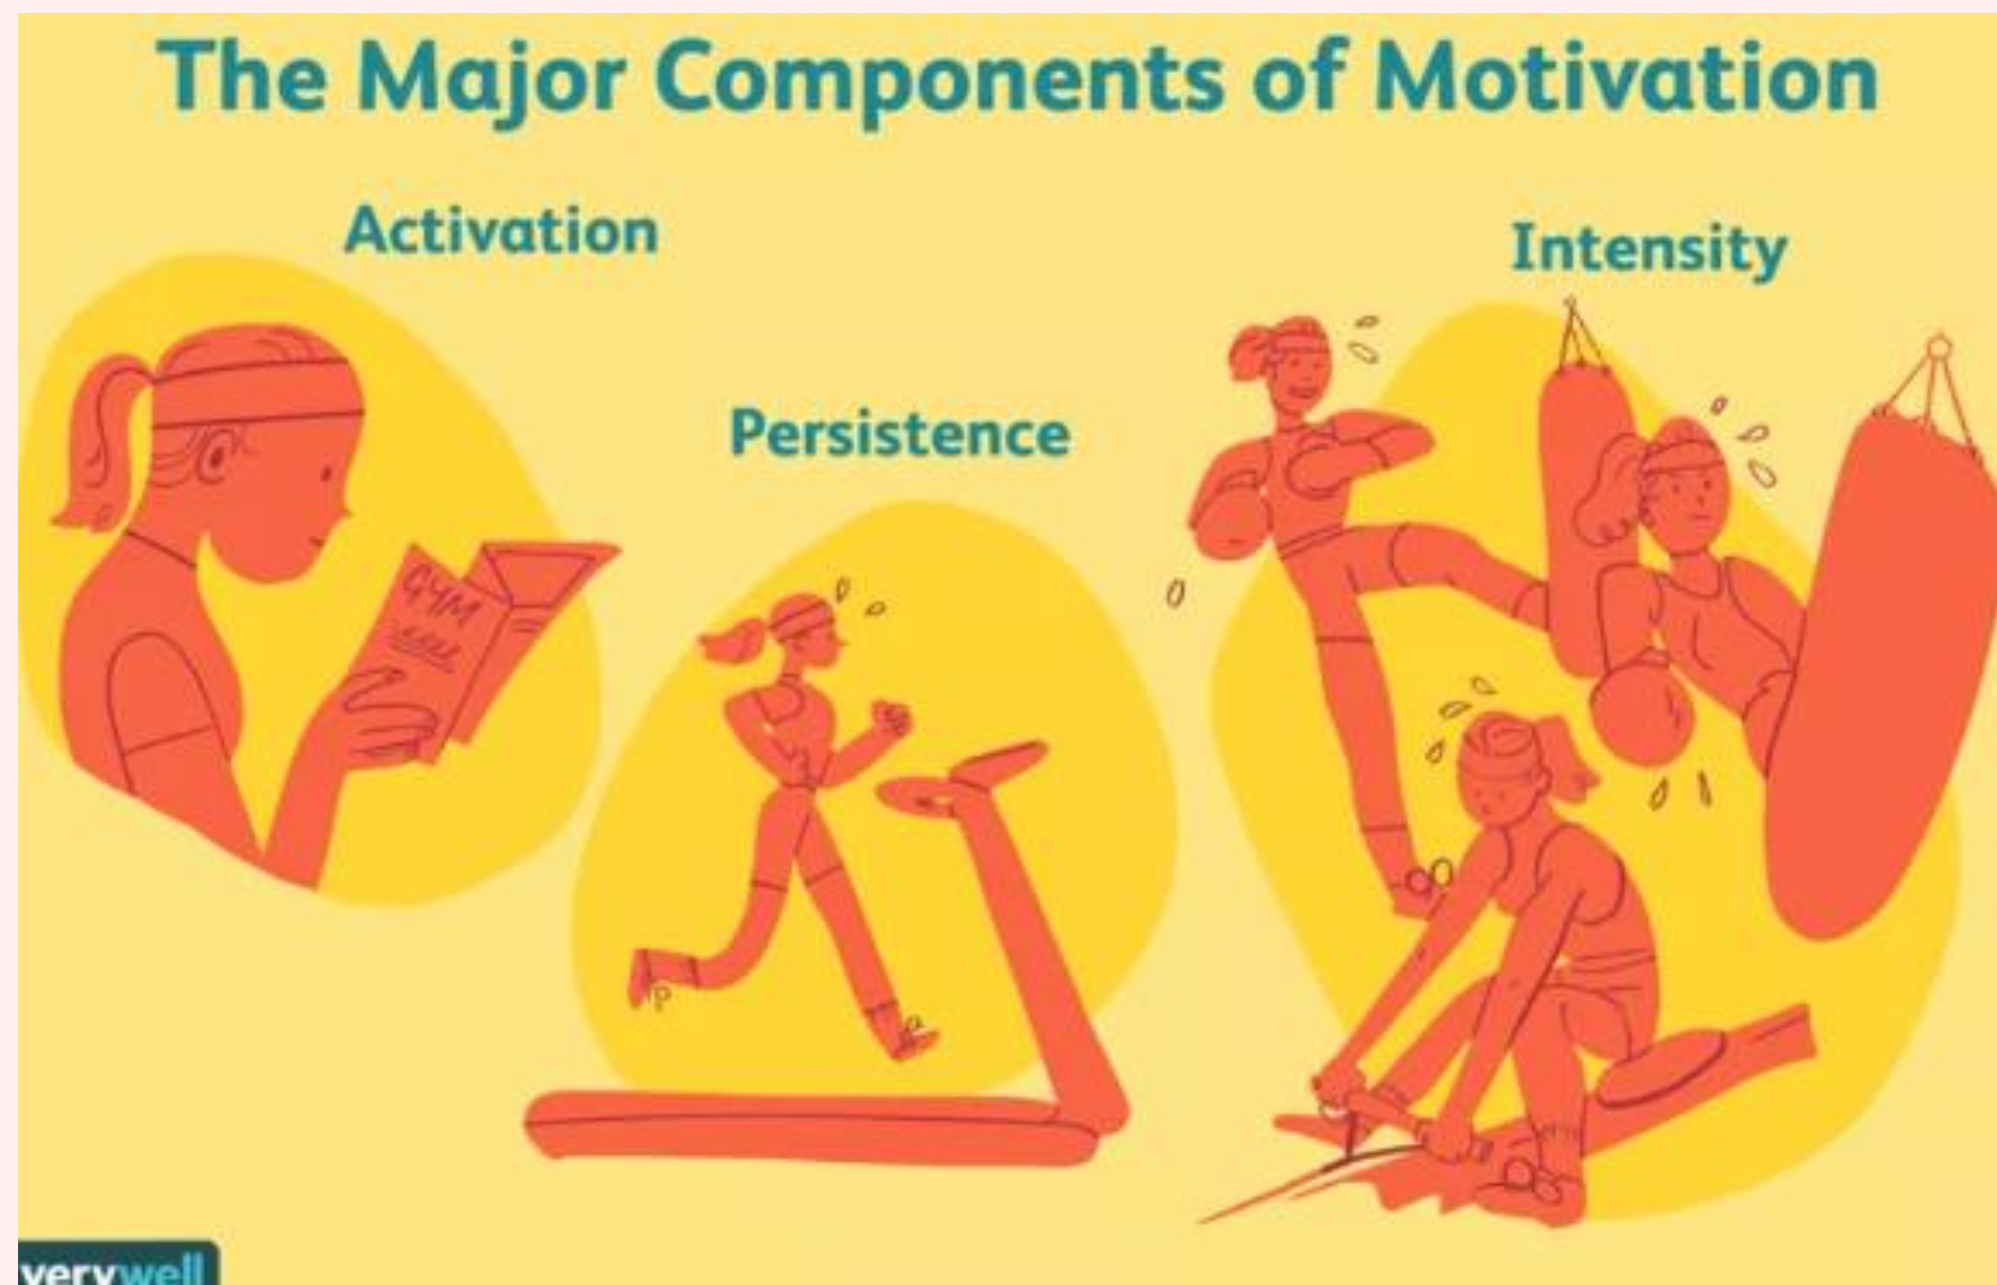 The Major Components of Motivation
Activation
Intensity
Persistence
GYM
verywell